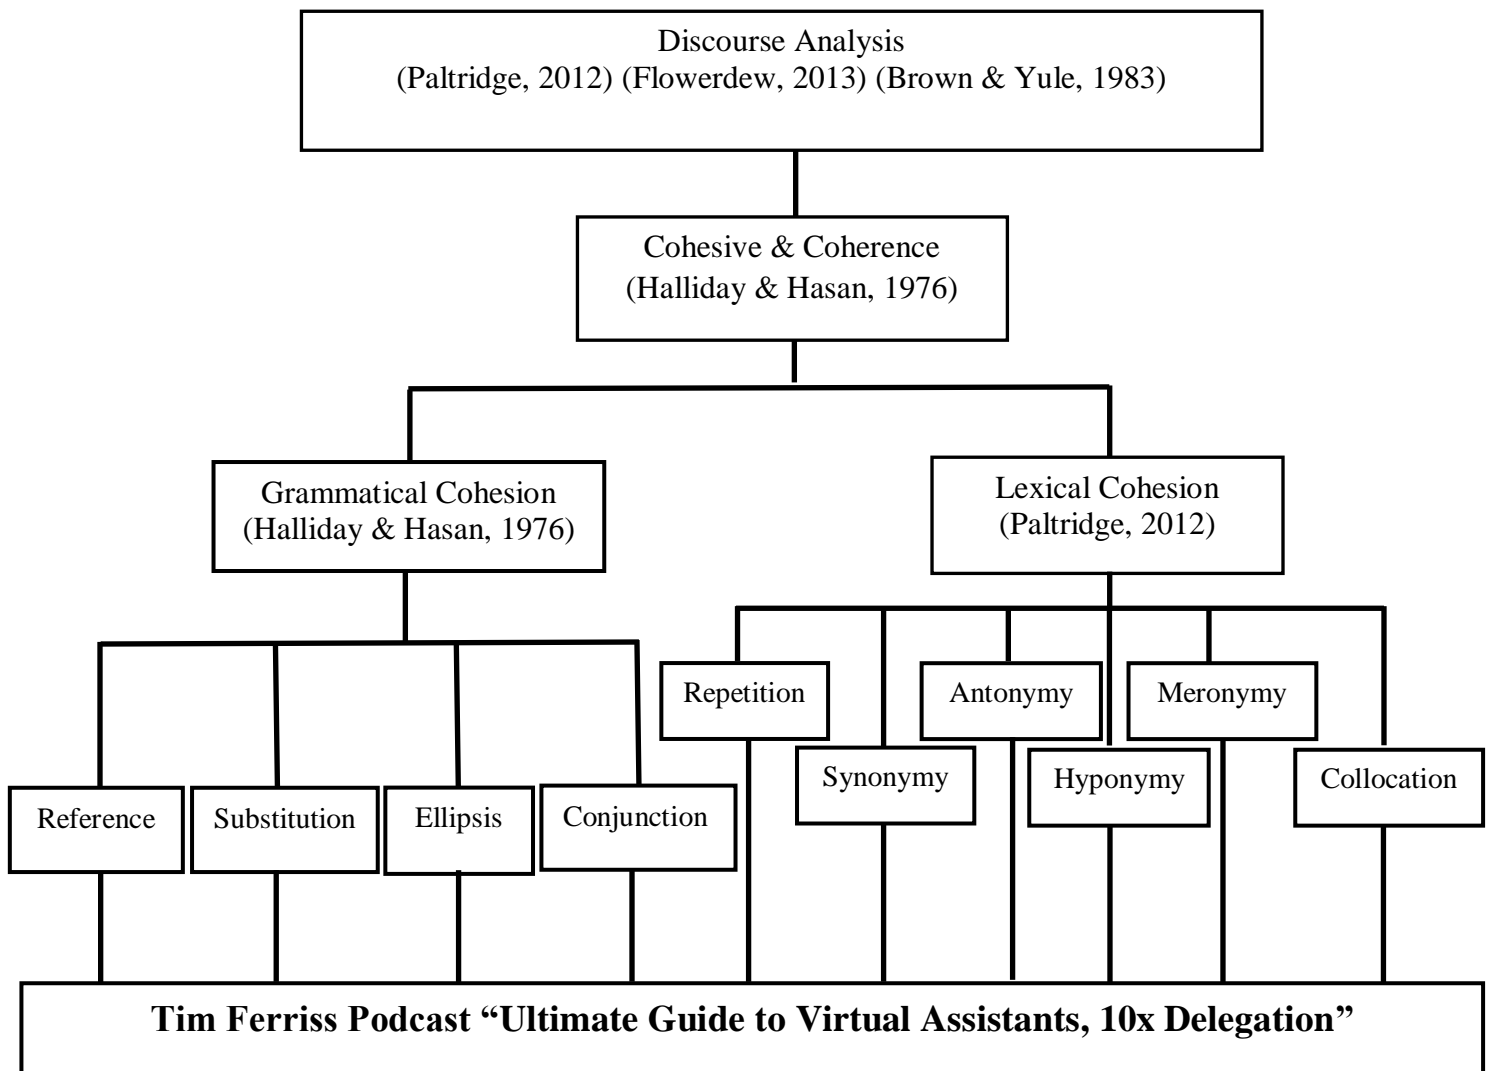 Discourse Analysis
(Paltridge, 2012) (Flowerdew, 2013) (Brown & Yule, 1983)
Cohesive & Coherence
(Halliday & Hasan, 1976)
Grammatical Cohesion
(Halliday & Hasan, 1976)
Lexical Cohesion
(Paltridge, 2012)
Repetition
Antonymy
Meronymy
Synonymy
Hyponymy
Collocation
Reference
Substitution
Ellipsis
Conjunction
Tim Ferriss Podcast “Ultimate Guide to Virtual Assistants, 10x Delegation”